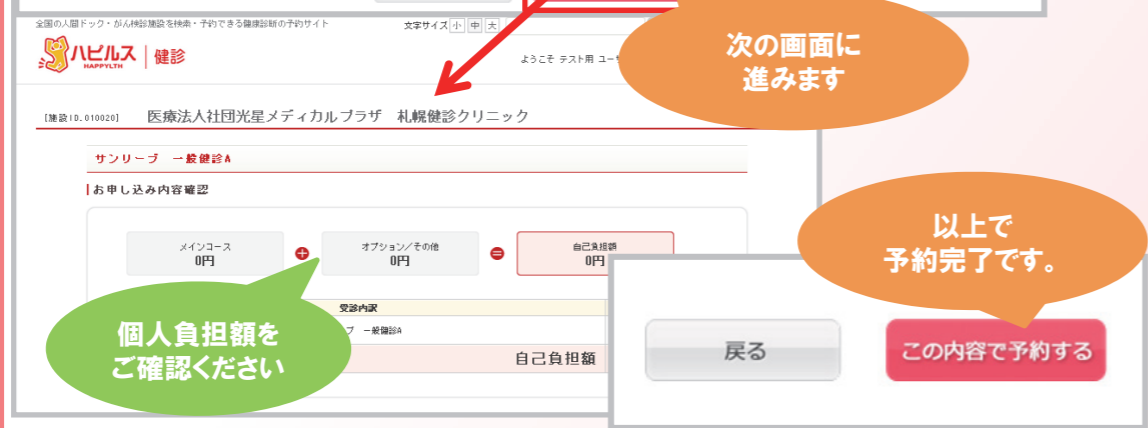 全国の人間ドック・がん検診施設を検索・予約できる健康診断の予約サイト
文字サイズ 小 中 大
ハピルス 健診
HAPPYLTH
ようこそ テスト用 ユー
次の画面に
進みます
[施設ID.010020] 医療法人社団光星メディカルプラザ 札幌健診クリニック
サンリーブ 一般健診A
お申し込み内容確認
メインコース
0円
オプション/その他
0円
自己負担額
0円
以上で
予約完了です。
受診内訳
ブ 一般健診A
自己負担額
個人負担額を
ご確認ください
戻る
この内容で予約する